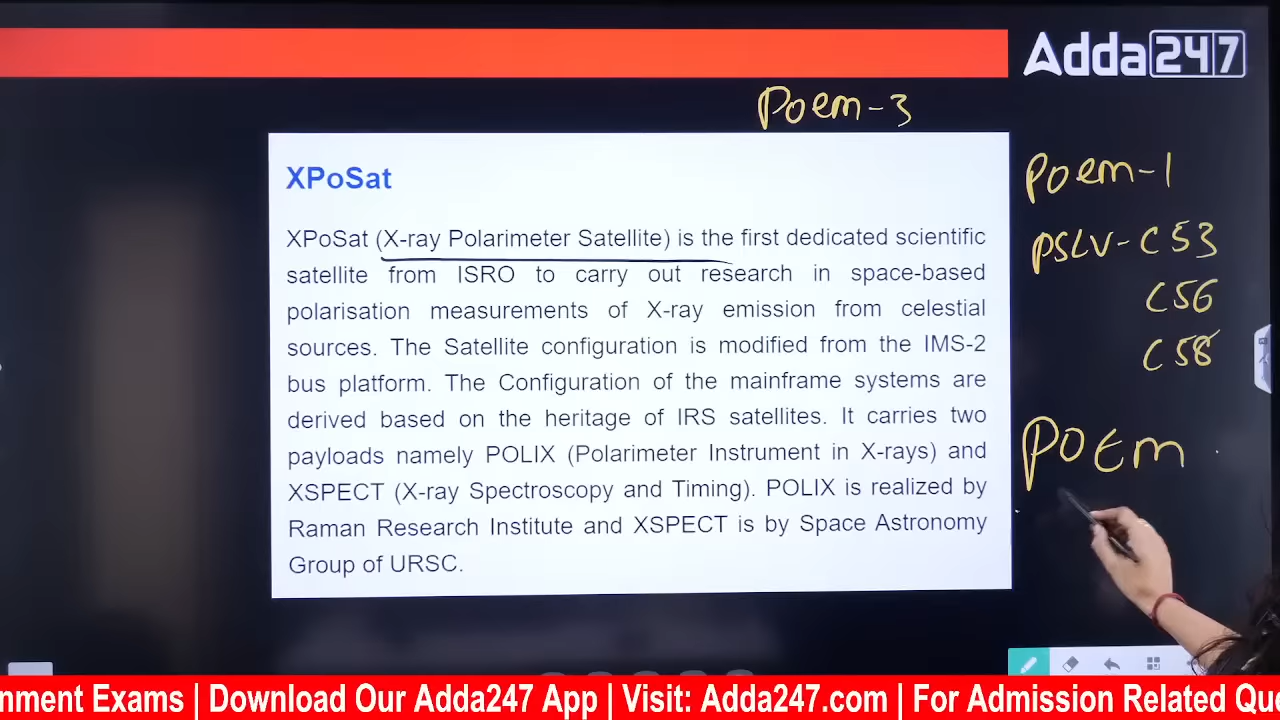 Adda247
Poem-3
XPoSat
XPoSat (X-ray Polarimeter Satellite) is the first dedicated scientific
satellite from ISRO to carry out research in space-based
polarisation measurements of X-ray emission from celestial
sources. The Satellite configuration is modified from the IMS-2
bus platform. The Configuration of the mainframe systems are
derived based on the heritage of IRS satellites. It carries two
payloads namely POLIX (Polarimeter Instrument in X-rays) and
XSPECT (X-ray Spectroscopy and Timing). POLIX is realized by
Raman Research Institute and XSPECT is by Space Astronomy
Group of URSC.
Poem-1
PSLV-C53
C56
C58
POEM
nment Exams | Download Our Adda247 App | Visit: Adda247.com | For Admission Related Que